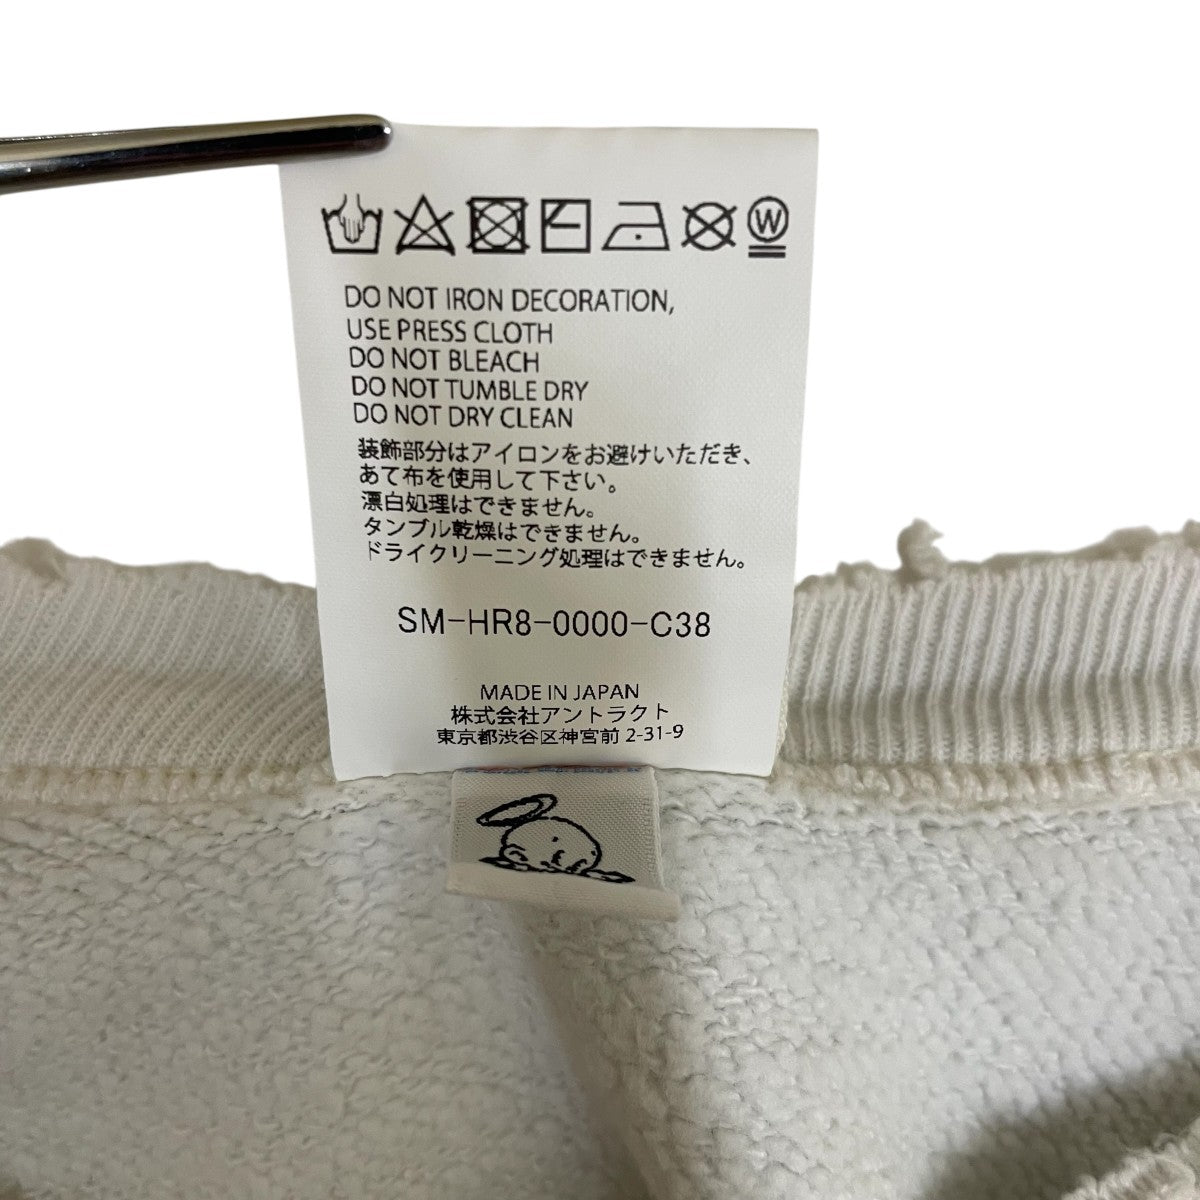 W
DO NOT IRON DECORATION,
USE PRESS CLOTH
DO NOT BLEACH
DO NOT TUMBLE DRY
DO NOT DRY CLEAN
装飾部分はアイロンをお避けいただき、
あて布を使用して下さい。
漂白処理はできません。
タンブル乾燥はできません。
ドライクリーニング処理はできません。
SM-HR8-0000-C38
MADE IN JAPAN
株式会社アントラクト
東京都渋谷区神宮前 2-31-9